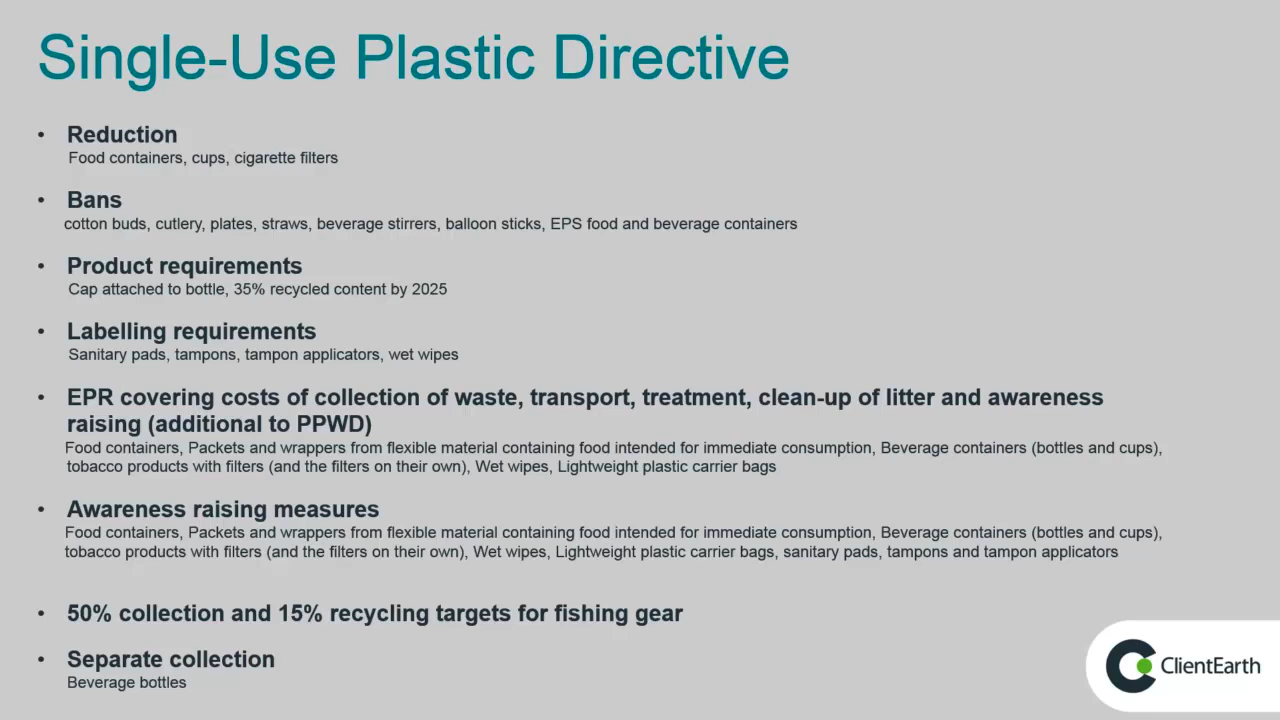 Single-Use Plastic Directive
• Reduction
Food containers, cups, cigarette filters
• Bans
cotton buds, cutlery, plates, straws, beverage stirrers, balloon sticks, EPS food and beverage containers
• Product requirements
Cap attached to bottle, 35% recycled content by 2025
• Labelling requirements
Sanitary pads, tampons, tampon applicators, wet wipes
• EPR covering costs of collection of waste, transport, treatment, clean-up of litter and awareness
raising (additional to PPWD)
Food containers, Packets and wrappers from flexible material containing food intended for immediate consumption, Beverage containers (bottles and cups),
tobacco products with filters (and the filters on their own), Wet wipes, Lightweight plastic carrier bags
• Awareness raising measures
Food containers, Packets and wrappers from flexible material containing food intended for immediate consumption, Beverage containers (bottles and cups),
tobacco products with filters (and the filters on their own), Wet wipes, Lightweight plastic carrier bags, sanitary pads, tampons and tampon applicators
• 50% collection and 15% recycling targets for fishing gear
• Separate collection
Beverage bottles
ClientEarth